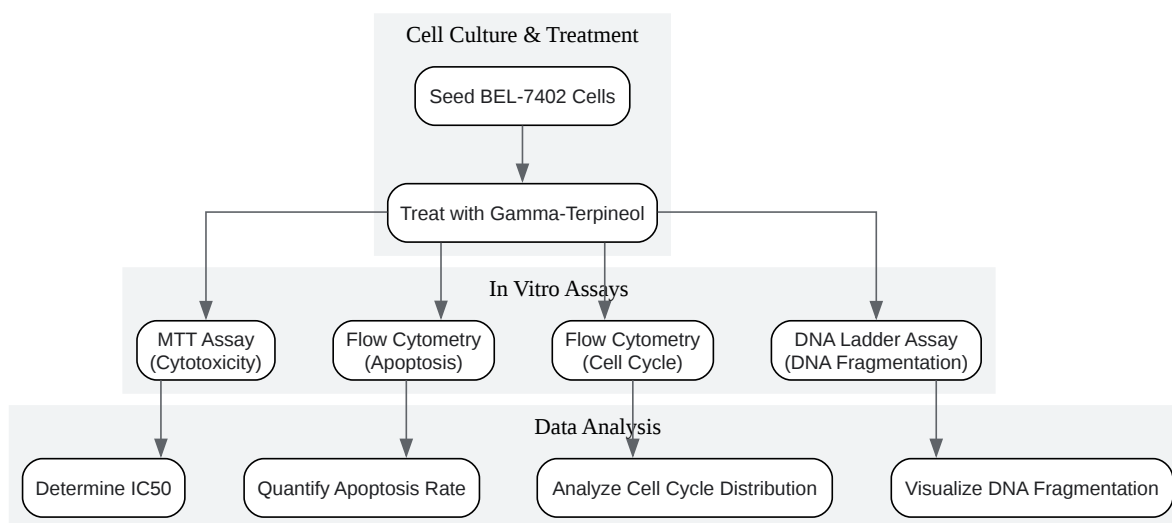 Cell Culture & Treatment
Seed BEL-7402 Cells
Treat with Gamma-Terpineol
In Vitro Assays
MTT Assay
(Cytotoxicity)
Flow Cytometry
(Apoptosis)
Flow Cytometry
(Cell Cycle)
DNA Ladder Assay
(DNA Fragmentation)
Data Analysis
Determine IC50
Quantify Apoptosis Rate
Analyze Cell Cycle Distribution
Visualize DNA Fragmentation